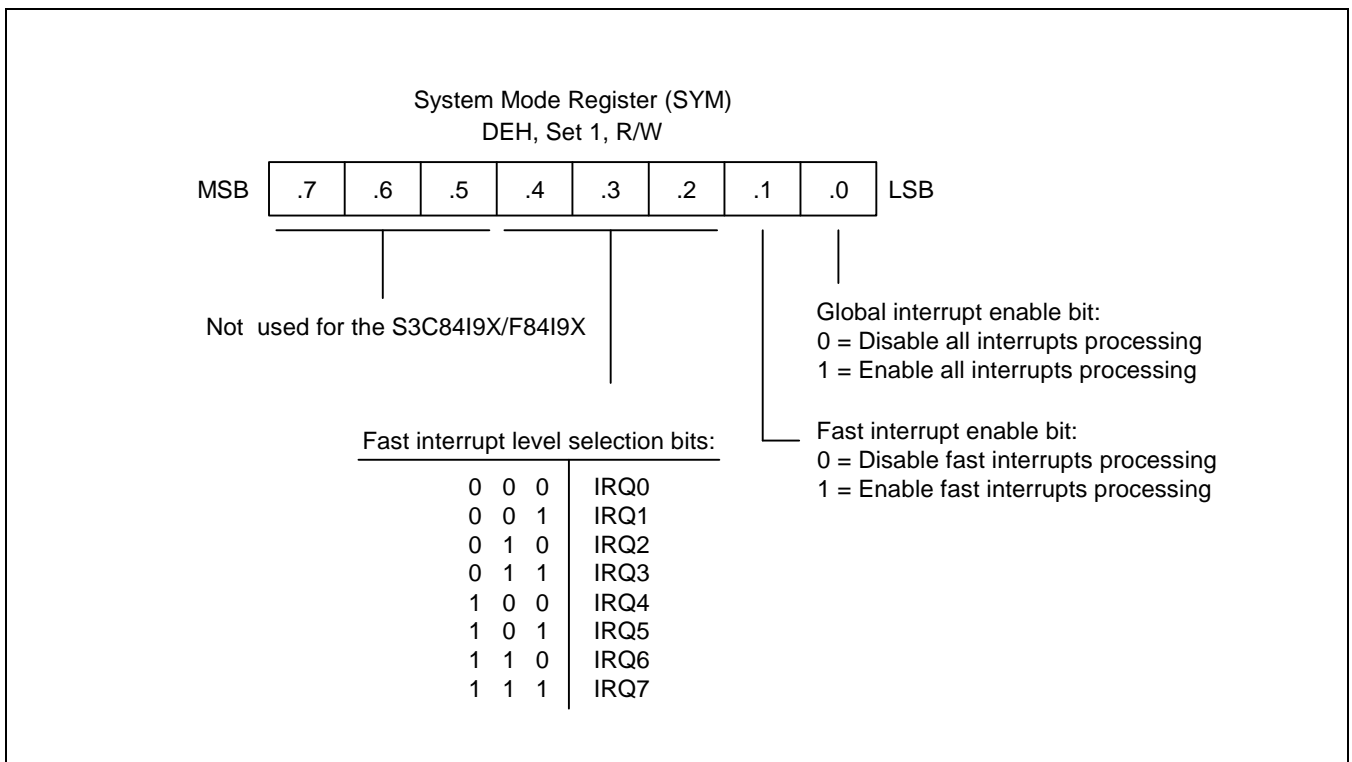 System Mode Register (SYM)
DEH, Set 1, R/W
MSB .7 .6 .5 .4 .3 .2 .1 .0 LSB
Not used for the S3C84I9X/F84I9X
Global interrupt enable bit:
0 = Disable all interrupts processing
1 = Enable all interrupts processing
Fast interrupt enable bit:
0 = Disable fast interrupts processing
1 = Enable fast interrupts processing
Fast interrupt level selection bits:
0 0 0 IRQ0
0 0 1 IRQ1
0 1 0 IRQ2
0 1 1 IRQ3
1 0 0 IRQ4
1 0 1 IRQ5
1 1 0 IRQ6
1 1 1 IRQ7